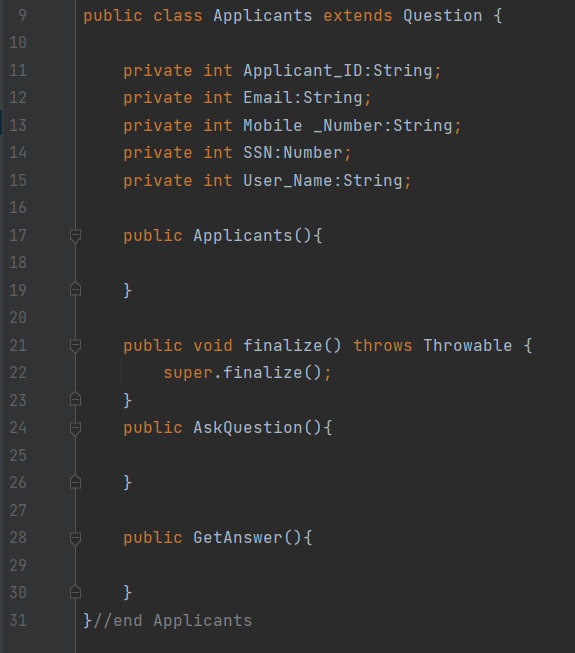 9 public class Applicants extends Question {
10
11 private int Applicant_ID:String;
12 private int Email:String;
13 private int Mobile _Number:String;
14 private int SSN:Number;
15 private int User_Name:String;
16
17 public Applicants(){
18
19 }
20
21 public void finalize() throws Throwable {
22 super.finalize();
23 }
24 public AskQuestion(){
25
26 }
27
28 public GetAnswer(){
29
30 }
31 }//end Applicants